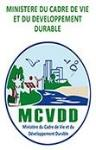 MINISTERE DU CADRE DE VIE
ET DU DEVELOPPEMENT
DURABLE
MCVDD
Ministère du Cadre de Vie et du
Développement Durable